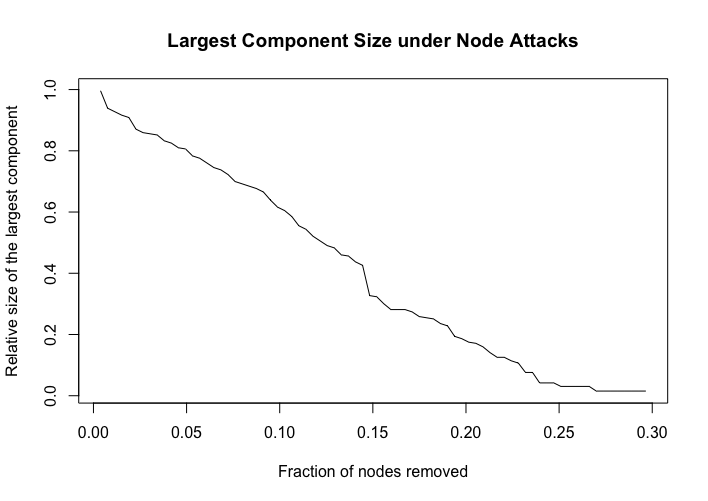 Largest Component Size under Node Attacks
Relative size of the largest component
1.0
0.8
0.6
0.4
0.2
0.0
0.00 0.05 0.10 0.15 0.20 0.25 0.30
Fraction of nodes removed